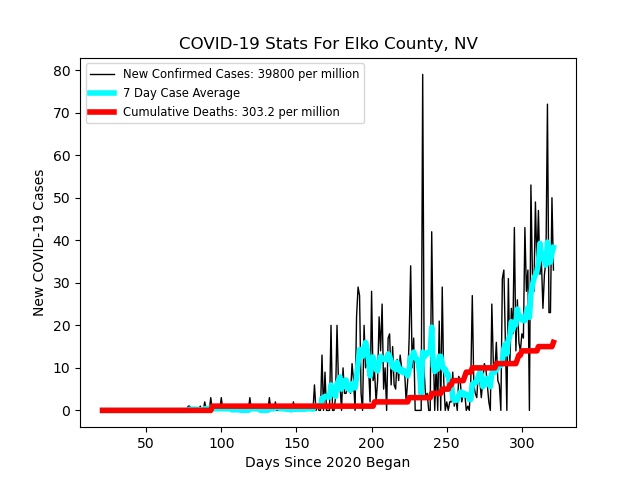 COVID-19 Stats For Elko County, NV
New Confirmed Cases: 39800 per million
7 Day Case Average
Cumulative Deaths: 303.2 per million
New COVID-19 Cases
80
70
60
50
40
30
20
10
0
50 100 150 200 250 300
Days Since 2020 Began